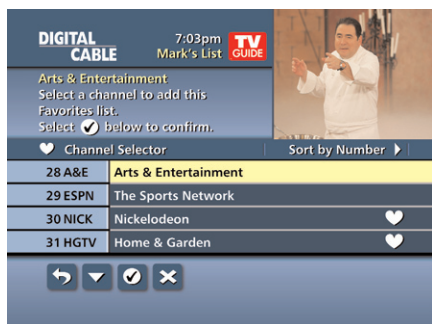 DIGITAL CABLE
7:03pm
Mark's List
TV GUIDE
Arts & Entertainment
Select a channel to add this
Favorites list.
Select below to confirm.
Channel Selector
Sort by Number
28 A&E Arts & Entertainment
29 ESPN The Sports Network
30 NICK Nickelodeon
31 HGTV Home & Garden